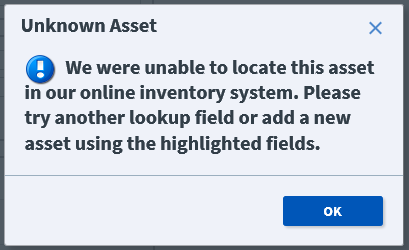 Unknown Asset
We were unable to locate this asset
in our online inventory system. Please
try another lookup field or add a new
asset using the highlighted fields.
OK